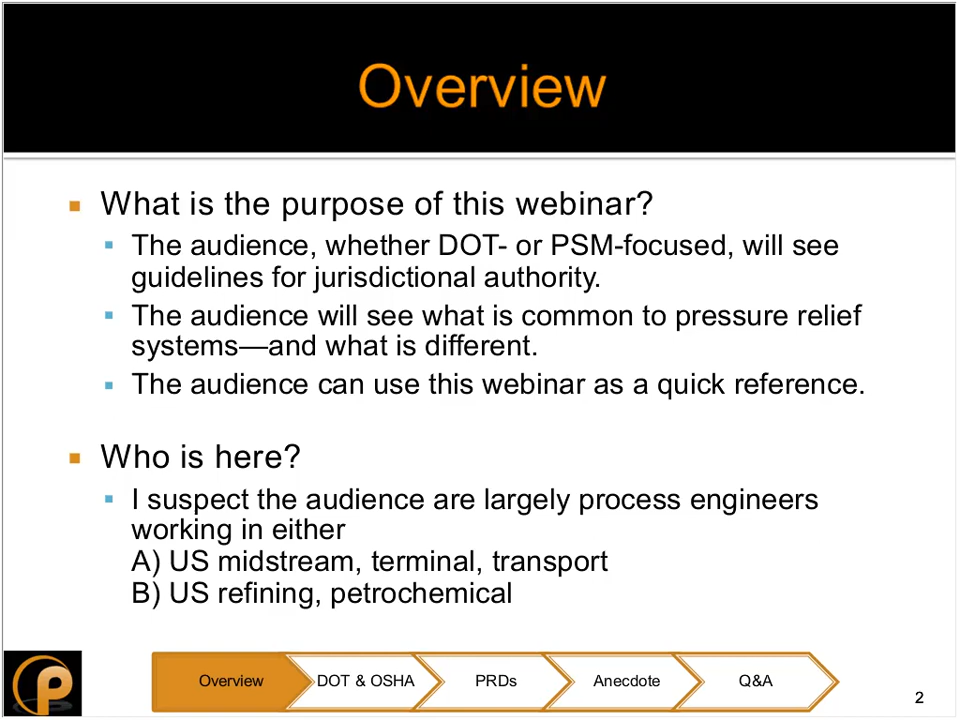 Overview
What is the purpose of this webinar?
The audience, whether DOT- or PSM-focused, will see
guidelines for jurisdictional authority.
The audience will see what is common to pressure relief
systems—and what is different.
The audience can use this webinar as a quick reference.
Who is here?
I suspect the audience are largely process engineers
working in either
A) US midstream, terminal, transport
B) US refining, petrochemical
P
Overview
DOT & OSHA
PRDs
Anecdote
Q&A
2